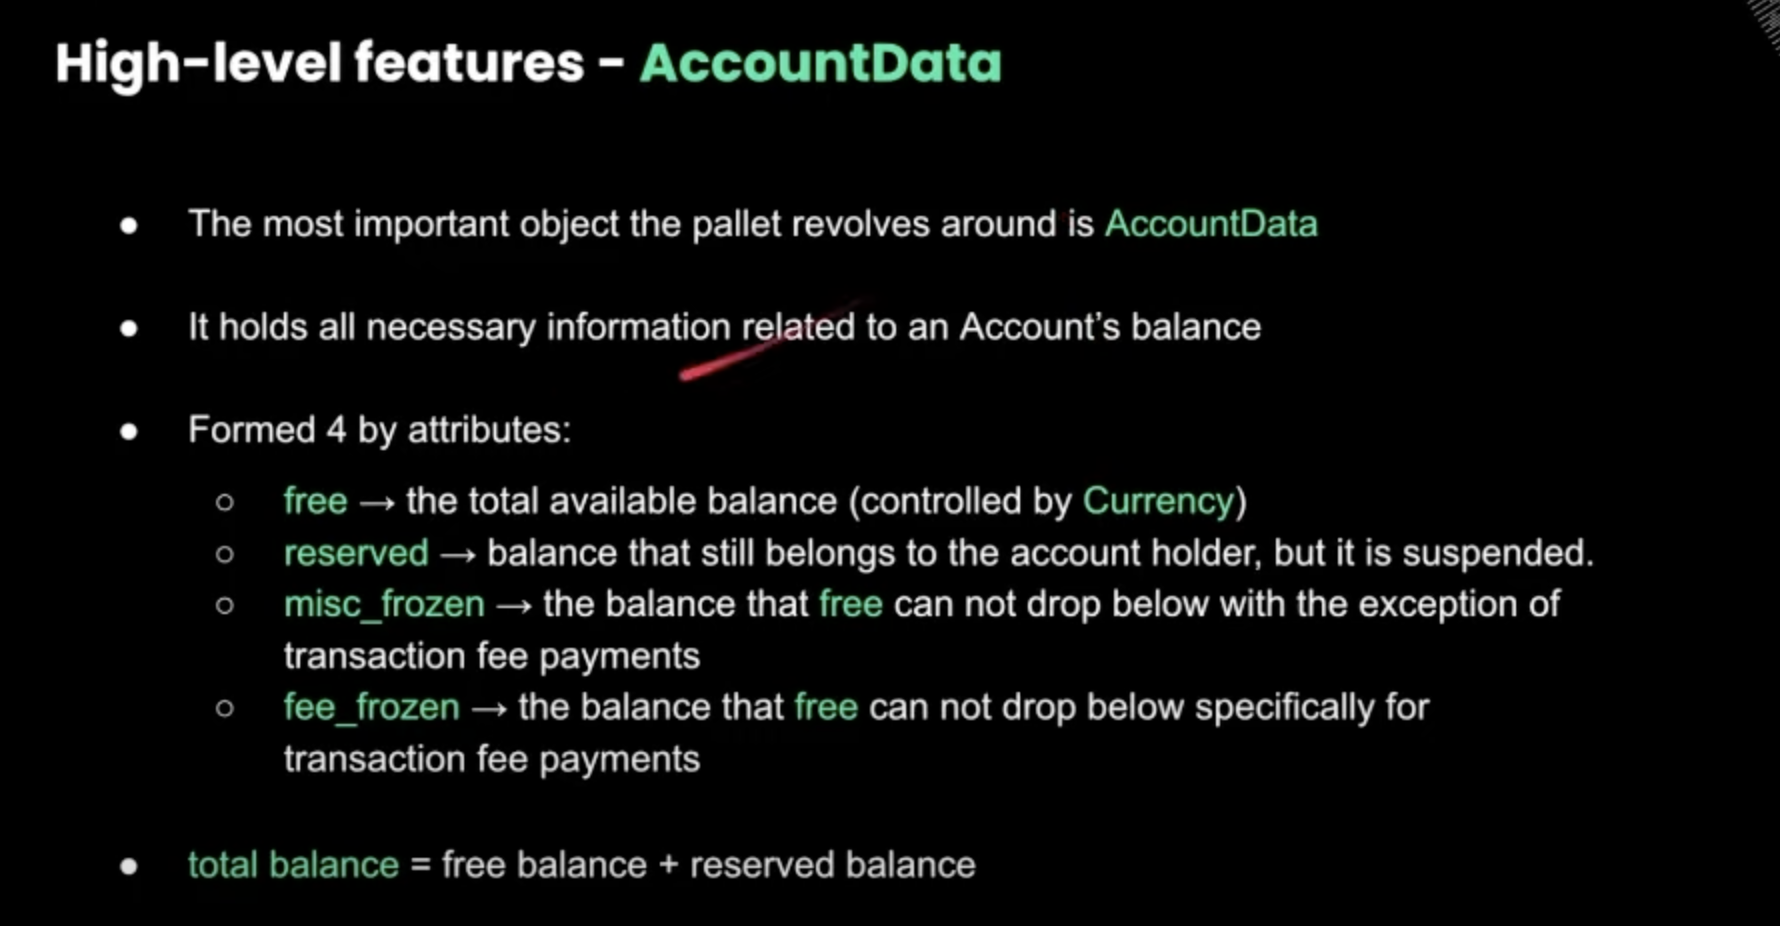 High-level features - AccountData
● The most important object the pallet revolves around is AccountData
● It holds all necessary information related to an Account’s balance
● Formed 4 by attributes:
○ free → the total available balance (controlled by Currency)
○ reserved → balance that still belongs to the account holder, but it is suspended.
○ misc_frozen → the balance that free can not drop below with the exception of
transaction fee payments
○ fee_frozen → the balance that free can not drop below specifically for
transaction fee payments
● total balance = free balance + reserved balance